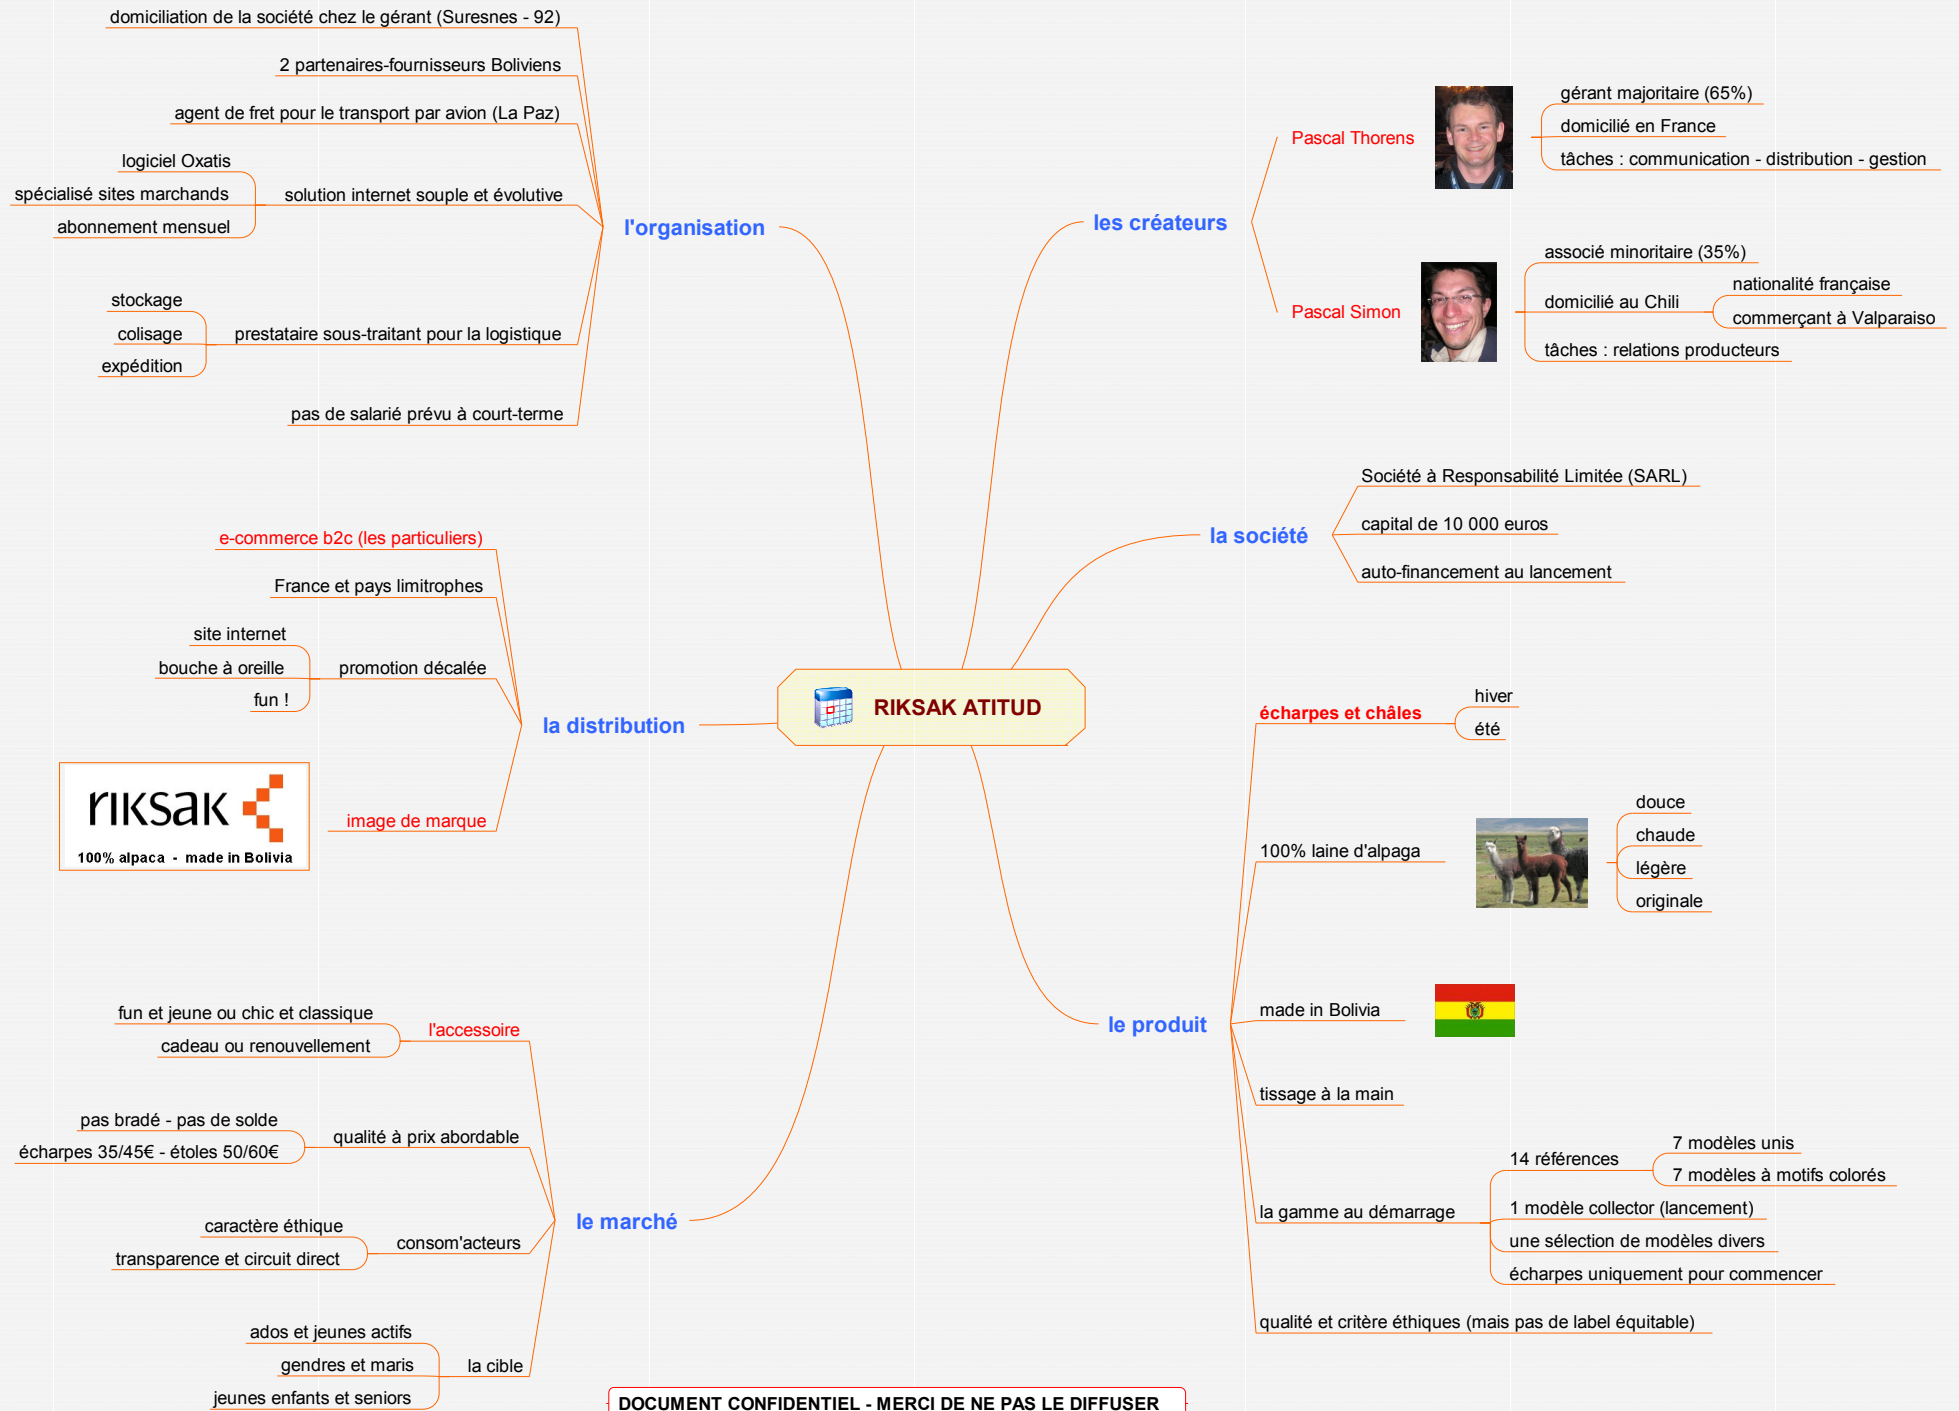 domiciliation de la société chez le gérant (Suresnes - 92)
2 partenaires-fournisseurs Boliviens
agent de fret pour le transport par avion (La Paz)
logiciel Oxatis
spécialisé sites marchands
abonnement mensuel
solution internet souple et évolutive
stockage
colisage
expédition
prestataire sous-traitant pour la logistique
pas de salarié prévu à court-terme
l'organisation
les créateurs
Pascal Thorens
gérant majoritaire (65%)
domicilié en France
tâches : communication - distribution - gestion
Pascal Simon
associé minoritaire (35%)
domicilié au Chili
nationalité française
commerçant à Valparaiso
tâches : relations producteurs
la société
Société à Responsabilité Limitée (SARL)
capital de 10 000 euros
auto-financement au lancement
RIKSAK ATITUD
e-commerce b2c (les particuliers)
France et pays limitrophes
site internet
bouche à oreille
fun !
promotion décalée
la distribution
riksak
100% alpaca - made in Bolivia
image de marque
écharpes et châles
hiver
été
100% laine d'alpaga
douce
chaude
légère
originale
made in Bolivia
le produit
tissage à la main
la gamme au démarrage
14 références
7 modèles unis
7 modèles à motifs colorés
1 modèle collector (lancement)
une sélection de modèles divers
écharpes uniquement pour commencer
qualité et critère éthiques (mais pas de label équitable)
fun et jeune ou chic et classique
cadeau ou renouvellement
l'accessoire
pas bradé - pas de solde
écharpes 35/45€ - étoles 50/60€
qualité à prix abordable
le marché
caractère éthique
transparence et circuit direct
consom'acteurs
ados et jeunes actifs
gendres et maris
jeunes enfants et seniors
la cible
DOCUMENT CONFIDENTIEL - MERCI DE NE PAS LE DIFFUSER